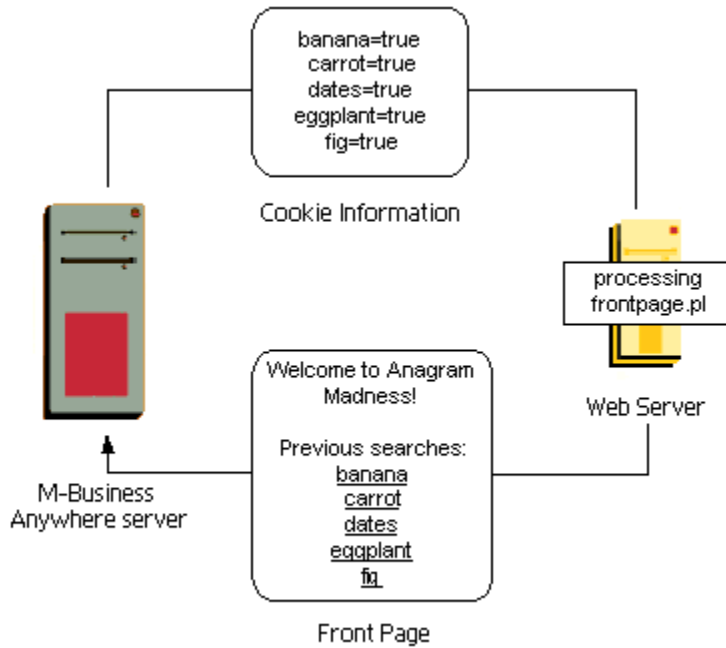 banana=true
carrot=true
dates=true
eggplant=true
fig=true
Cookie Information
processing
frontpage.pl
Web Server
M-Business
Anywhere server
Welcome to Anagram
Madness!
Previous searches:
banana
carrot
dates
eggplant
fig
Front Page